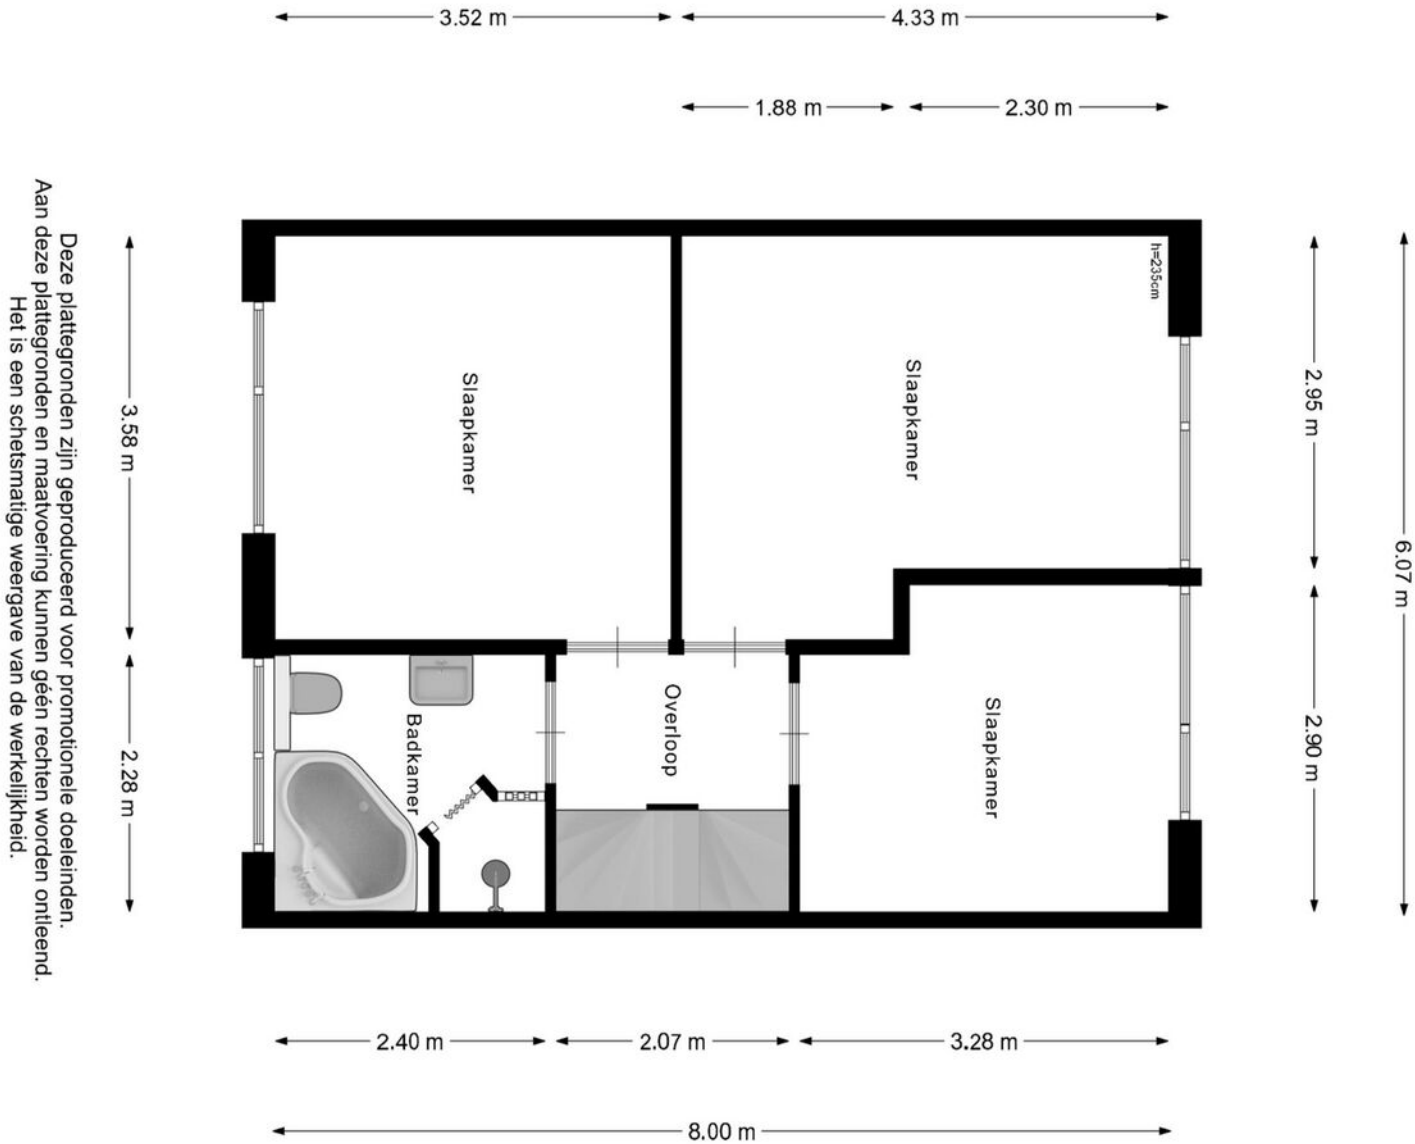 3.52 m
4.33 m
1.88 m
2.30 m
Deze plattegronden zijn geproduceerd voor promotionele doeleinden.
Aan deze plattegronden en maatvoering kunnen géén rechten worden ontleend.
Het is een schetsmatige weergave van de werkelijkheid.
3.58 m
2.28 m
Slaapkamer
Slaapkamer
h=235cm
2.95 m
6.07 m
Badkamer
Overloop
Slaapkamer
2.90 m
2.40 m
2.07 m
3.28 m
8.00 m